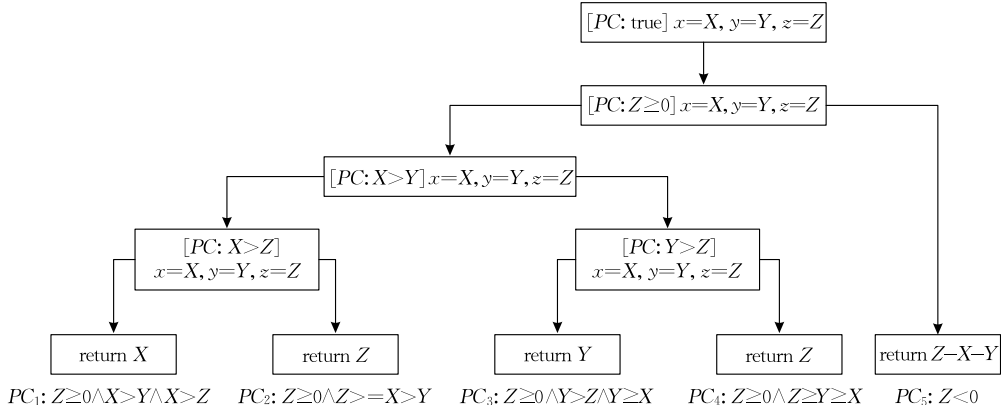 [PC: true] x=X, y=Y, z=Z
[PC: Z≥0] x=X, y=Y, z=Z
[PC: X>Y] x=X, y=Y, z=Z
[PC: X>Z]
x=X, y=Y, z=Z
[PC: Y>Z]
x=X, y=Y, z=Z
return X
return Z
return Y
return Z
return Z−X−Y
PC₁: Z≥0∧X>Y∧X>Z
PC₂: Z≥0∧Z>=X>Y
PC₃: Z≥0∧Y>Z∧Y≥X
PC₄: Z≥0∧Z≥Y≥X
PC₅: Z<0